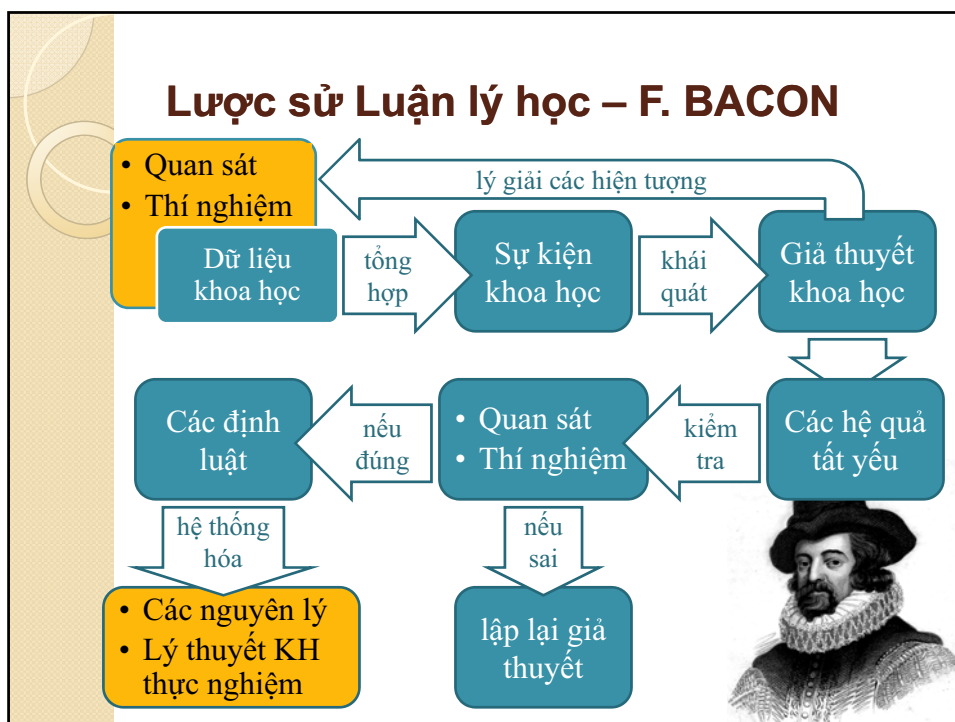 Lược sử Luận lý học – F. BACON
• Quan sát
• Thí nghiệm
lý giải các hiện tượng
Dữ liệu
khoa học
tổng
hợp
Sự kiện
khoa học
khái
quát
Giả thuyết
khoa học
Các hệ quả
tất yếu
kiểm
tra
• Quan sát
• Thí nghiệm
nếu
đúng
Các định
luật
hệ thống
hóa
nếu
sai
• Các nguyên lý
• Lý thuyết KH
thực nghiệm
lập lại giả
thuyết